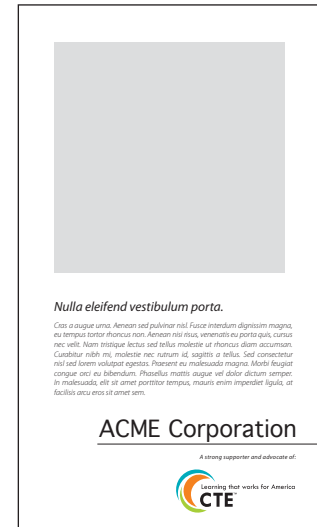 Nulla eleifend vestibulum porta.
Cras a augue urna. Aenean sed pulvinar nisl. Fusce interdum dignissim magna,
eu tempus tortor rhoncus non. Aenean nisi risus, venenatis eu porta quis, cursus
nec velit. Nam tristique lectus sed tellus molestie ut rhoncus diam accumsan.
Curabitur nibh mi, molestie nec rutrum id, sagittis a tellus. Sed consectetur
nisl sed lorem volutpat egestas. Praesent eu malesuada magna. Morbi feugiat
congue orci eu bibendum. Phasellus mattis augue vel dolor dictum semper.
In malesuada, elit sit amet porttitor tempus, mauris enim imperdiet ligula, at
facilisis arcu eros sit amet sem.
ACME Corporation
A strong supporter and advocate of:
Learning that works for America
CTE™